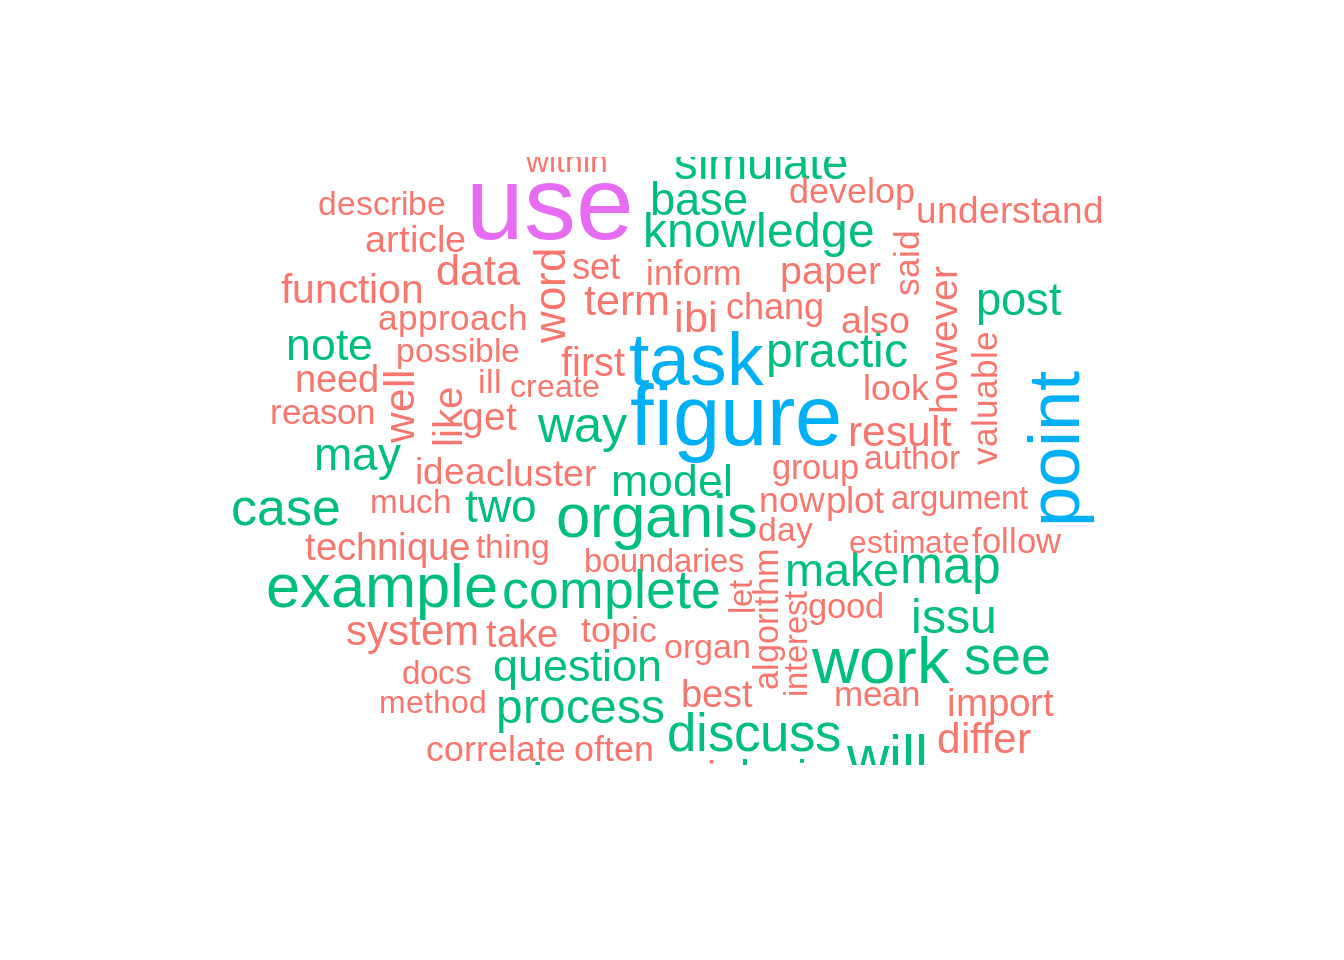 within
simulate
use
base
develop
describe
understand
knowledge
article
said
data
word
set
inform
paper
function
term
ibi
chang
however
post
approach
also
note
possible
first
task
practic
valuable
need
well
ill
create
look
point
reason
like
get
way
figure
result
may
idea
cluster
model
group
author
case
much
two
organis
now
plot
argument
day
technique
thing
boundaries
estimate
follow
example
complete
let
algorithm
make
map
interest
good
issu
system
take
topic
organ
work
see
docs
question
method
process
best
mean
import
correlate
often
discuss
will
differ